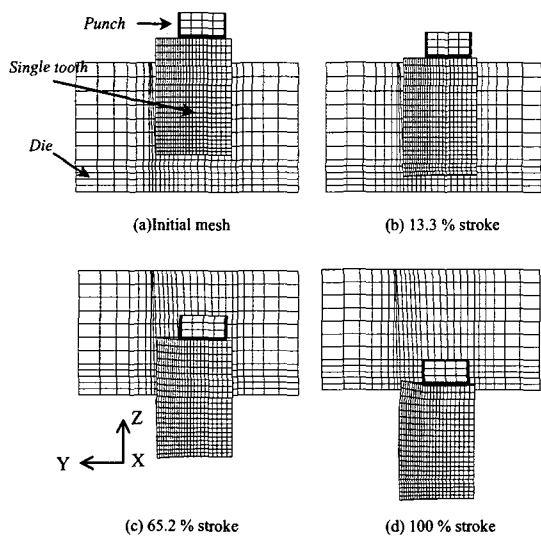 Punch
Single tooth
Die
(a)Initial mesh
(b) 13.3 % stroke
Z
Y
X
(c) 65.2 % stroke
(d) 100 % stroke